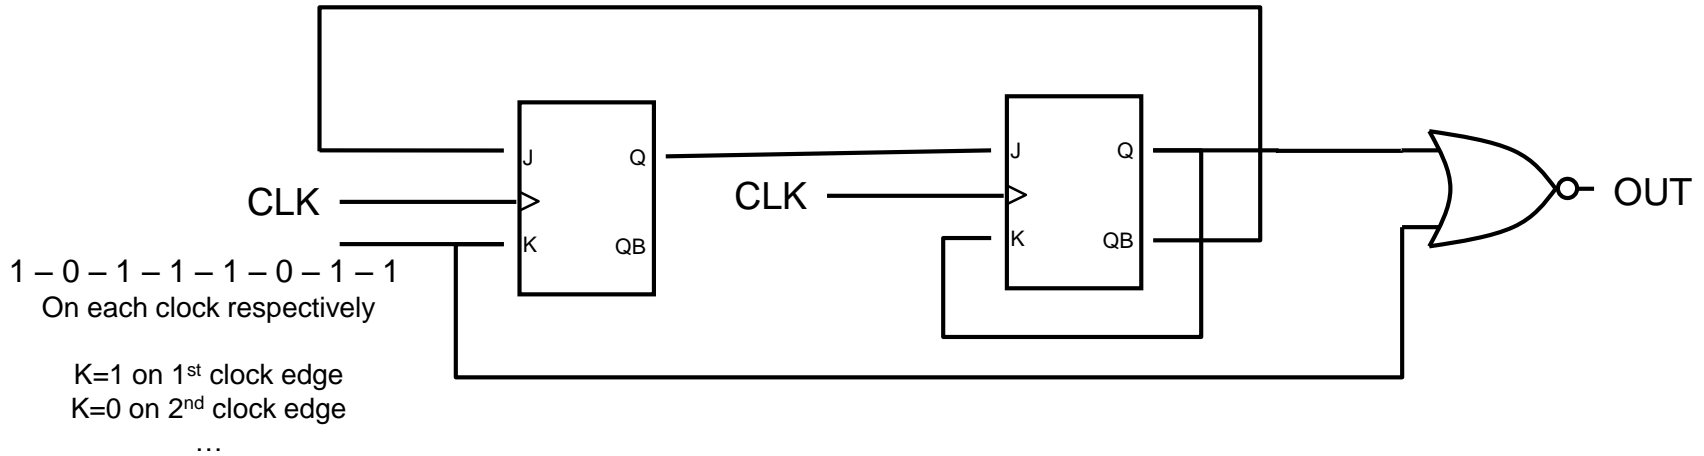 J
Q
CLK
K
QB
J
Q
CLK
K
QB
OUT
1 – 0 – 1 – 1 – 1 – 0 – 1 – 1
On each clock respectively
K=1 on 1st clock edge
K=0 on 2nd clock edge
...